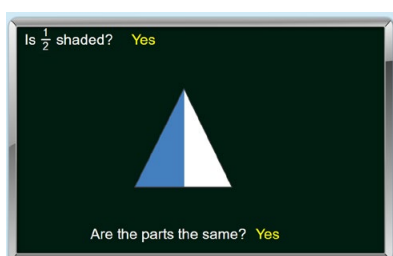 Is 1/2 shaded? Yes
Are the parts the same? Yes